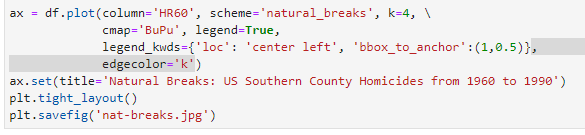 ax = df.plot(column='HR60', scheme='natural_breaks', k=4, \
cmap='BuPu', legend=True,
legend_kwds={'loc': 'center left', 'bbox_to_anchor':(1,0.5)},
edgecolor='k')
ax.set(title='Natural Breaks: US Southern County Homicides from 1960 to 1990')
plt.tight_layout()
plt.savefig('nat-breaks.jpg')